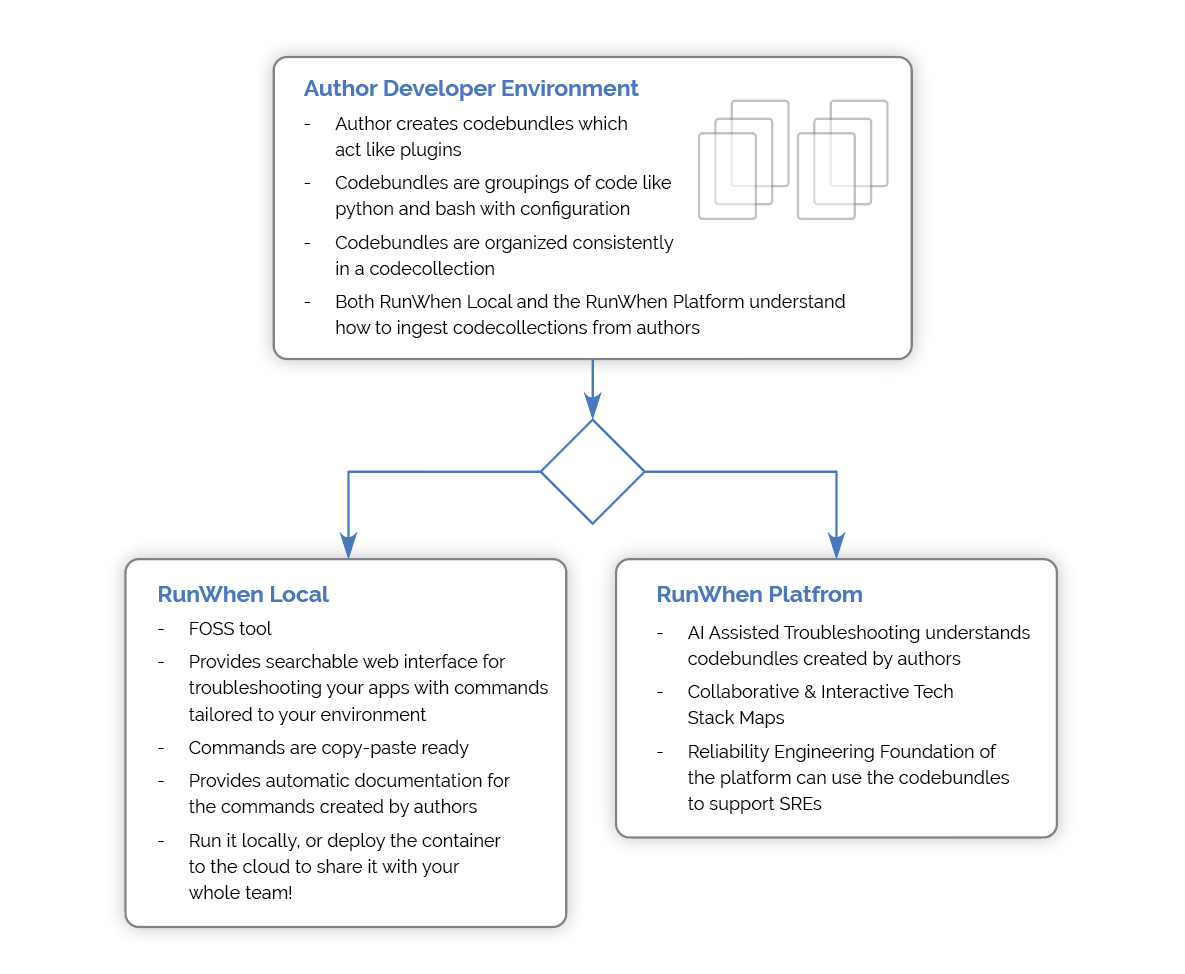 Author Developer Environment
- Author creates codebundles which
act like plugins
- Codebundles are groupings of code like
python and bash with configuration
- Codebundles are organized consistently
in a codecollection
- Both RunWhen Local and the RunWhen Platform understand
how to ingest codecollections from authors
RunWhen Local
- FOSS tool
- Provides searchable web interface for
troubleshooting your apps with commands
tailored to your environment
- Commands are copy-paste ready
- Provides automatic documentation for
the commands created by authors
- Run it locally, or deploy the container
to the cloud to share it with your
whole team!
RunWhen Platfrom
- AI Assisted Troubleshooting understands
codebundles created by authors
- Collaborative & Interactive Tech
Stack Maps
- Reliability Engineering Foundation of
the platform can use the codebundles
to support SREs